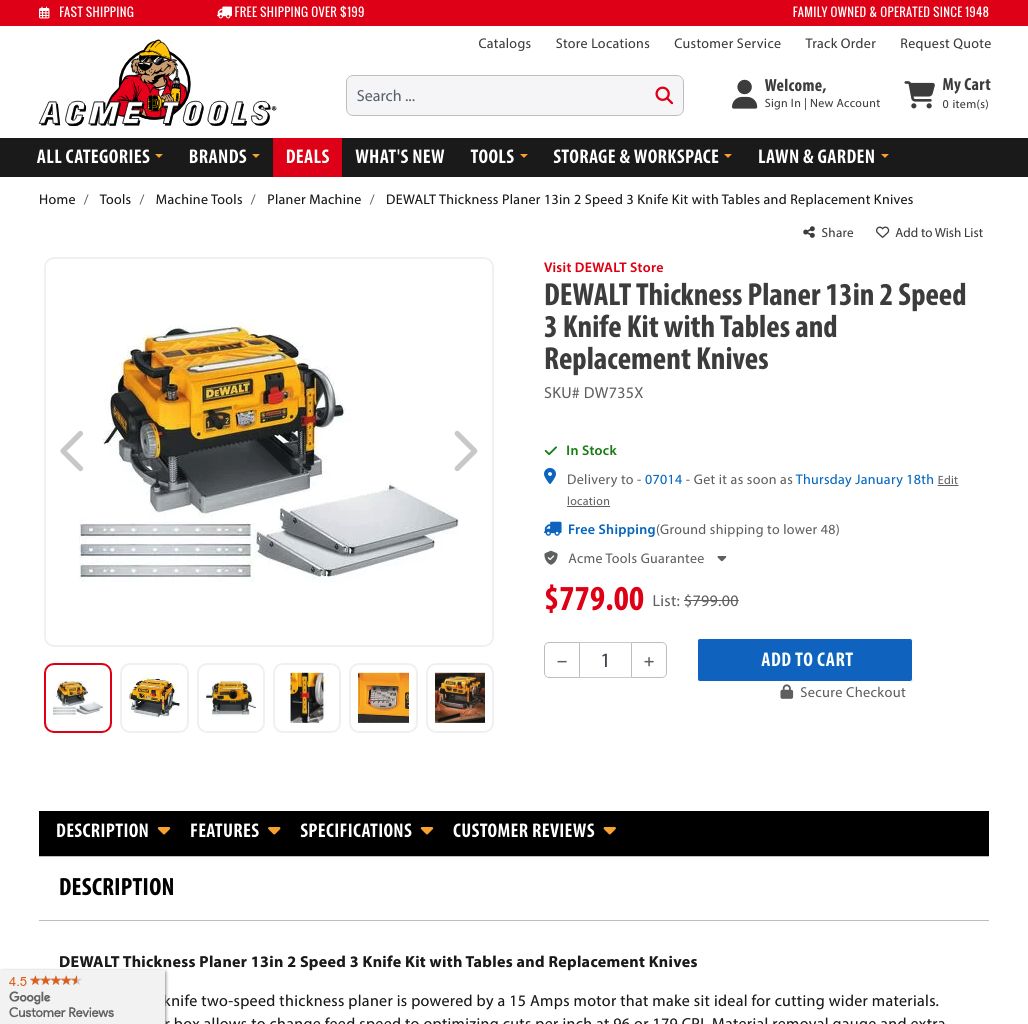 FAST SHIPPING
FREE SHIPPING OVER $199
FAMILY OWNED & OPERATED SINCE 1948
Catalogs
Store Locations
Customer Service
Track Order
Request Quote
ACME TOOLS
Search ...
Welcome,
Sign In | New Account
My Cart
0 item(s)
ALL CATEGORIES
BRANDS
DEALS
WHAT'S NEW
TOOLS
STORAGE & WORKSPACE
LAWN & GARDEN
Home / Tools / Machine Tools / Planer Machine / DEWALT Thickness Planer 13in 2 Speed 3 Knife Kit with Tables and Replacement Knives
Share
Add to Wish List
DEWALT
1 2
Visit DEWALT Store
DEWALT Thickness Planer 13in 2 Speed
3 Knife Kit with Tables and
Replacement Knives
SKU# DW735X
In Stock
Delivery to - 07014 - Get it as soon as Thursday January 18th Edit
location
Free Shipping(Ground shipping to lower 48)
Acme Tools Guarantee
$779.00 List: $799.00
− 1 +
ADD TO CART
Secure Checkout
DESCRIPTION
FEATURES
SPECIFICATIONS
CUSTOMER REVIEWS
DESCRIPTION
DEWALT Thickness Planer 13in 2 Speed 3 Knife Kit with Tables and Replacement Knives
knife two-speed thickness planer is powered by a 15 Amps motor that make sit ideal for cutting wider materials.
box allows to change feed speed to optimizing cuts per inch at 96 or 179 CPI. Material removal gauge and extra
4.5
Google
Customer Reviews